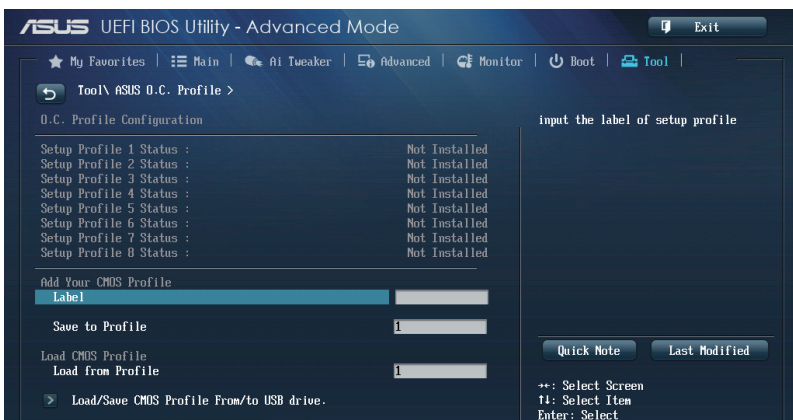 ASUS UEFI BIOS Utility - Advanced Mode
Exit
My Favorites | Main | Ai Tweaker | Advanced | Monitor | Boot | Tool |
Tool\ ASUS O.C. Profile >
O.C. Profile Configuration
input the label of setup profile
Setup Profile 1 Status : Not Installed
Setup Profile 2 Status : Not Installed
Setup Profile 3 Status : Not Installed
Setup Profile 4 Status : Not Installed
Setup Profile 5 Status : Not Installed
Setup Profile 6 Status : Not Installed
Setup Profile 7 Status : Not Installed
Setup Profile 8 Status : Not Installed
Add Your CMOS Profile
Label
Save to Profile 1
Load CMOS Profile
Load from Profile 1
> Load/Save CMOS Profile From/to USB drive.
Quick Note Last Modified
→←: Select Screen
↑↓: Select Item
Enter: Select